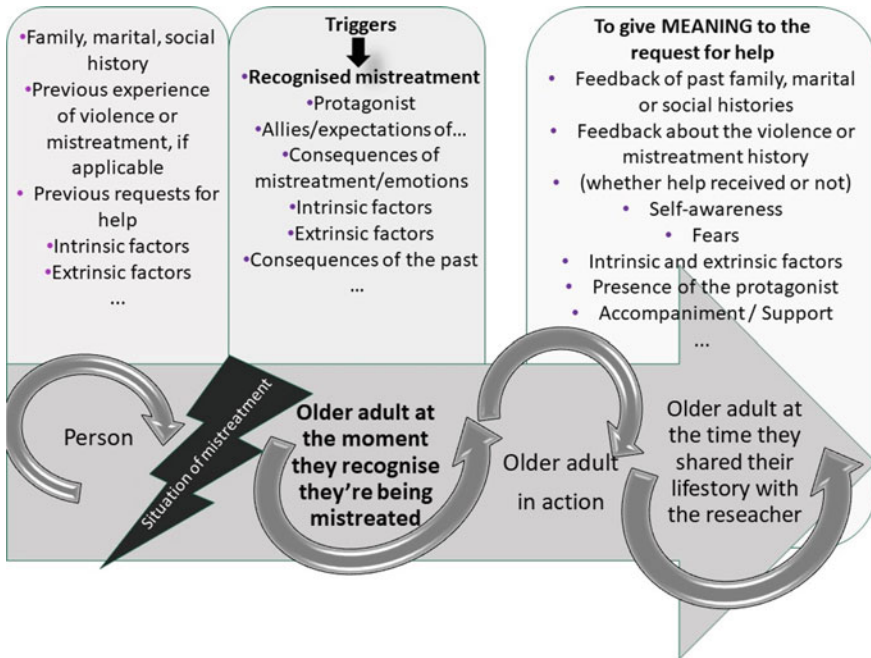 •Family, marital, social
history
•Previous experience
of violence or
mistreatment, if
applicable
• Previous requests for
help
•Intrinsic factors
•Extrinsic factors
...
Triggers
•Recognised mistreatment
•Protagonist
•Allies/expectations of...
•Consequences of
mistreatment/emotions
•Intrinsic factors
•Extrinsic factors
•Consequences of the past
...
To give MEANING to the
request for help
• Feedback of past family, marital
or social histories
• Feedback about the violence or
mistreatment history
• (whether help received or not)
• Self-awareness
• Fears
• Intrinsic and extrinsic factors
• Presence of the protagonist
• Accompaniment / Support
...
Person
Situation of mistreatment
Older adult at
the moment
they recognise
they're being
mistreated
Older adult
in action
Older adult at
the time they
shared their
lifestory with
the reseacher